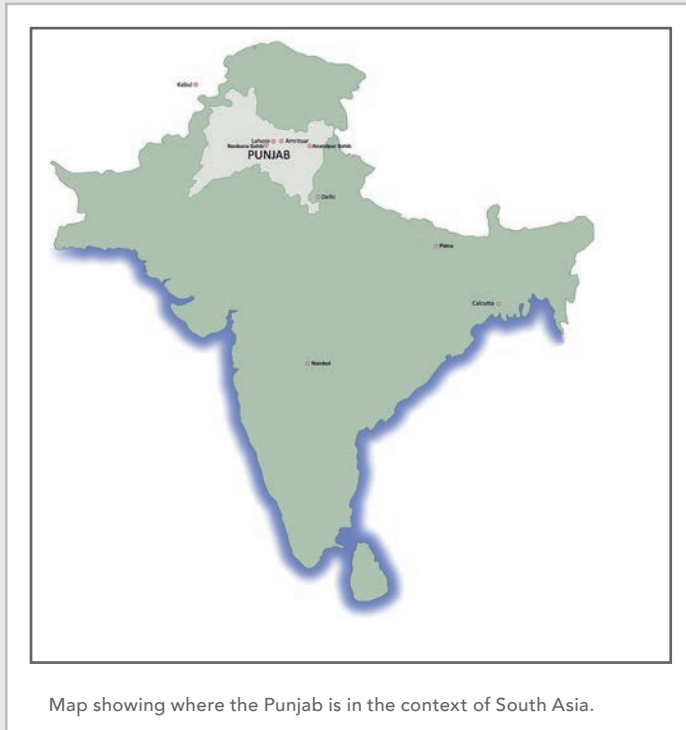 Kabul
Lahore
Amritsar
Nankana Sahib
Anandpur Sahib
PUNJAB
Delhi
Patna
Calcutta
Nanded
Map showing where the Punjab is in the context of South Asia.